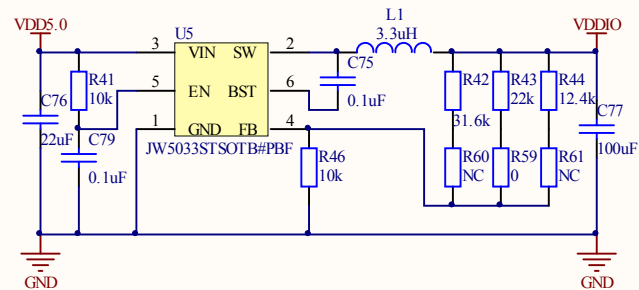 L1
VDD5.0
U5
3.3uH
VDDIO
3
VIN
SW
2
R41
10k
C75
R42
R43
22k
R44
12.4k
C76
5
EN
BST
6
0.1uF
31.6k
C77
22uF
C79
1
GND
FB
4
100uF
JW5033STSOTB#PBF
0.1uF
R46
10k
R60
NC
R59
0
R61
NC
GND
GND